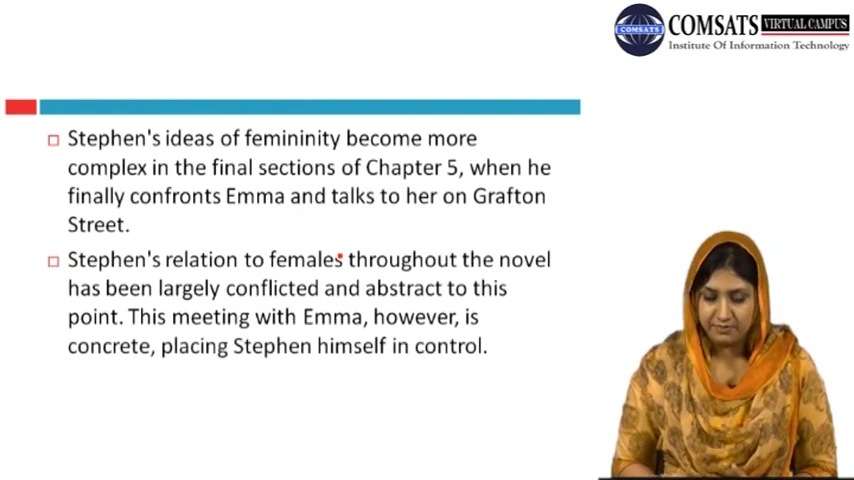 COMSATS VIRTUAL CAMPUS
Institute Of Information Technology
COMSATS
Stephen's ideas of femininity become more
complex in the final sections of Chapter 5, when he
finally confronts Emma and talks to her on Grafton
Street.
Stephen's relation to females throughout the novel
has been largely conflicted and abstract to this
point. This meeting with Emma, however, is
concrete, placing Stephen himself in control.